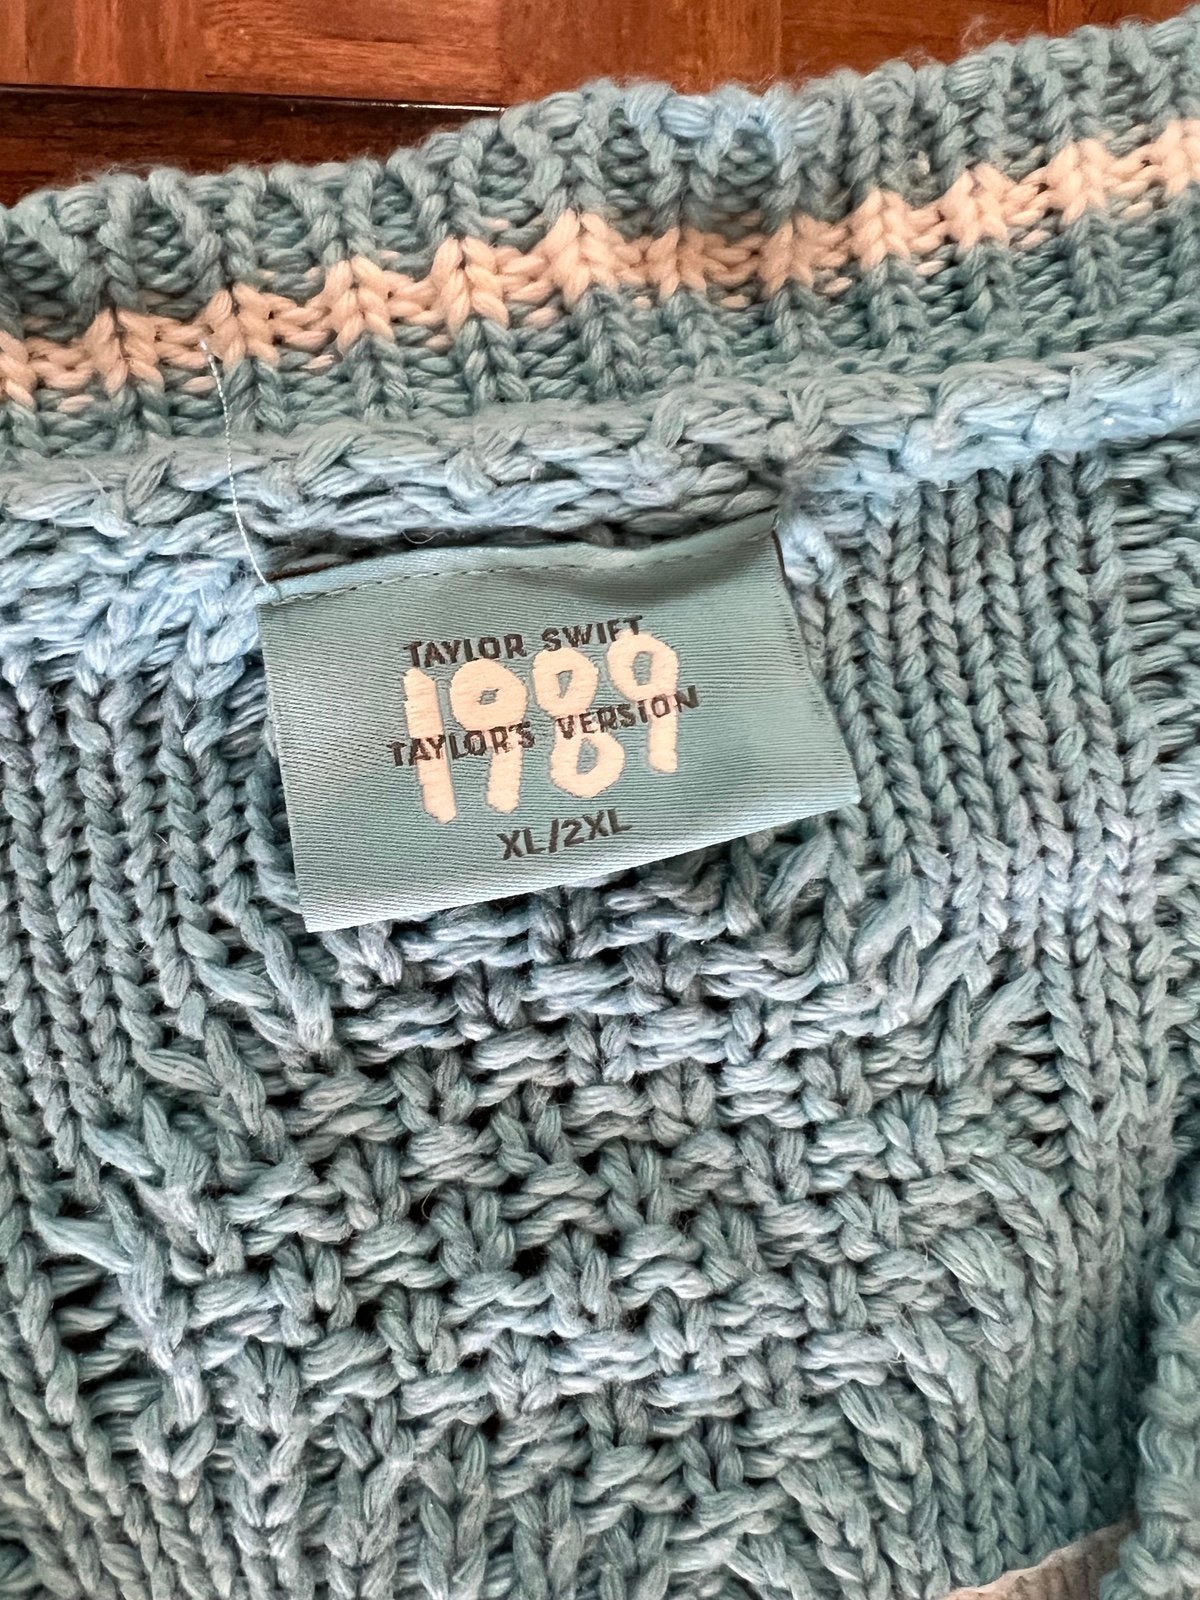 TAYLOR SWIFT
1989
TAYLOR'S VERSION
XL/2XL